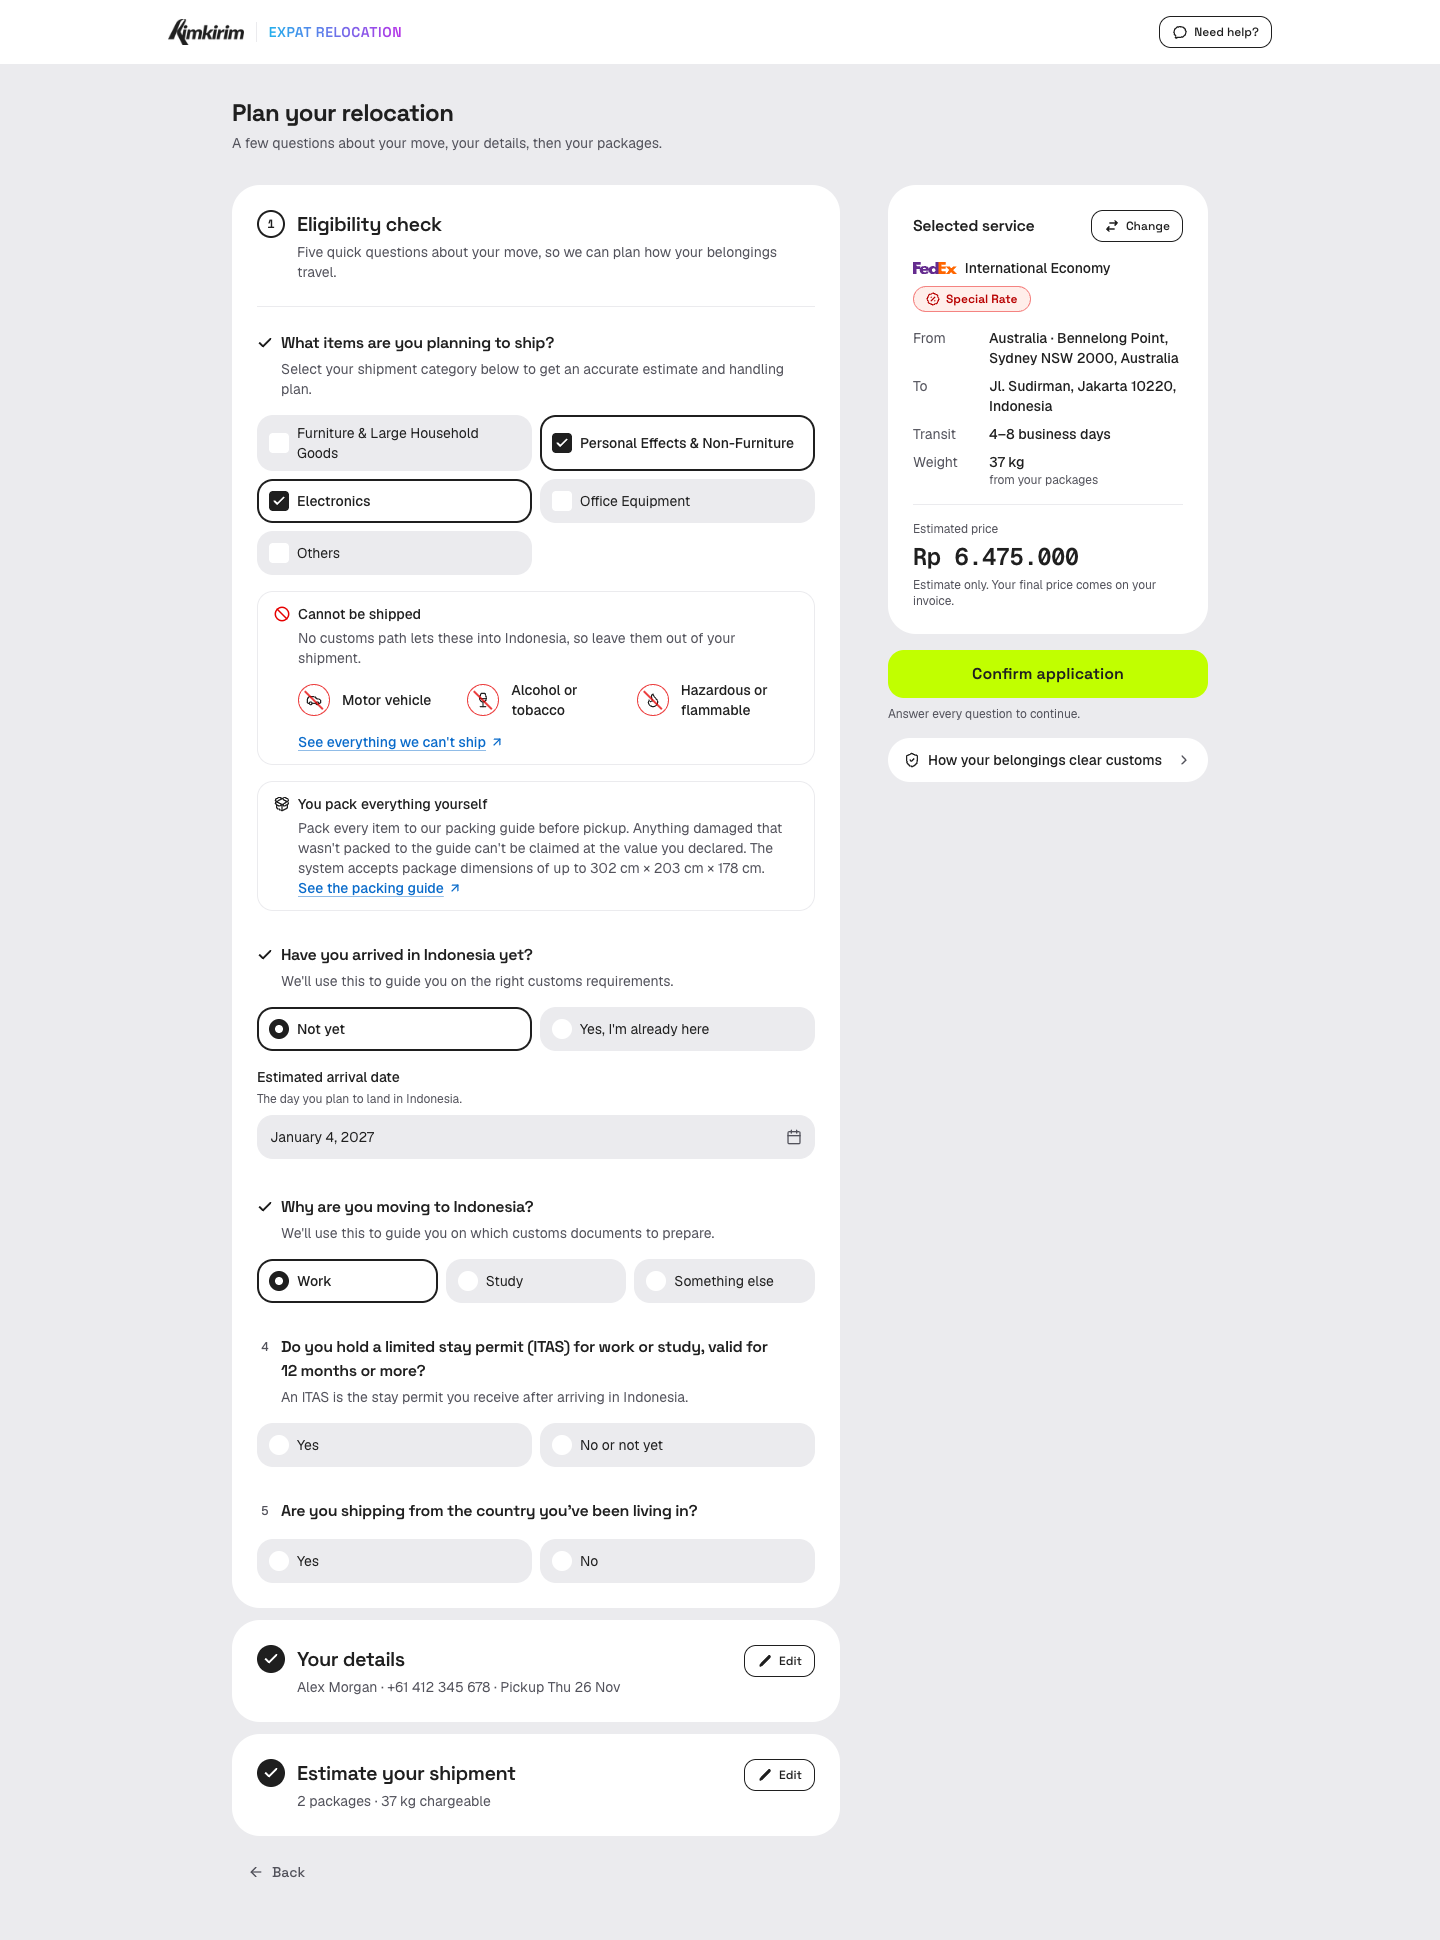 Kimkirim
EXPAT RELOCATION
Need help?
Plan your relocation
A few questions about your move, your details, then your packages.
1
Eligibility check
Five quick questions about your move, so we can plan how your belongings
travel.
What items are you planning to ship?
Select your shipment category below to get an accurate estimate and handling
plan.
Furniture & Large Household
Goods
Personal Effects & Non-Furniture
Electronics
Office Equipment
Others
Cannot be shipped
No customs path lets these into Indonesia, so leave them out of your
shipment.
Motor vehicle
Alcohol or
tobacco
Hazardous or
flammable
See everything we can't ship
You pack everything yourself
Pack every item to our packing guide before pickup. Anything damaged that
wasn't packed to the guide can't be claimed at the value you declared. The
system accepts package dimensions of up to 302 cm × 203 cm × 178 cm.
See the packing guide
Have you arrived in Indonesia yet?
We'll use this to guide you on the right customs requirements.
Not yet
Yes, I'm already here
Estimated arrival date
The day you plan to land in Indonesia.
January 4, 2027
Why are you moving to Indonesia?
We'll use this to guide you on which customs documents to prepare.
Work
Study
Something else
4
Do you hold a limited stay permit (ITAS) for work or study, valid for
12 months or more?
An ITAS is the stay permit you receive after arriving in Indonesia.
Yes
No or not yet
5
Are you shipping from the country you've been living in?
Yes
No
Your details
Alex Morgan · +61 412 345 678 · Pickup Thu 26 Nov
Edit
Estimate your shipment
2 packages · 37 kg chargeable
Edit
Back
Selected service
Change
FedEx International Economy
Special Rate
From
Australia · Bennelong Point,
Sydney NSW 2000, Australia
To
Jl. Sudirman, Jakarta 10220,
Indonesia
Transit
4–8 business days
Weight
37 kg
from your packages
Estimated price
Rp 6.475.000
Estimate only. Your final price comes on your
invoice.
Confirm application
Answer every question to continue.
How your belongings clear customs